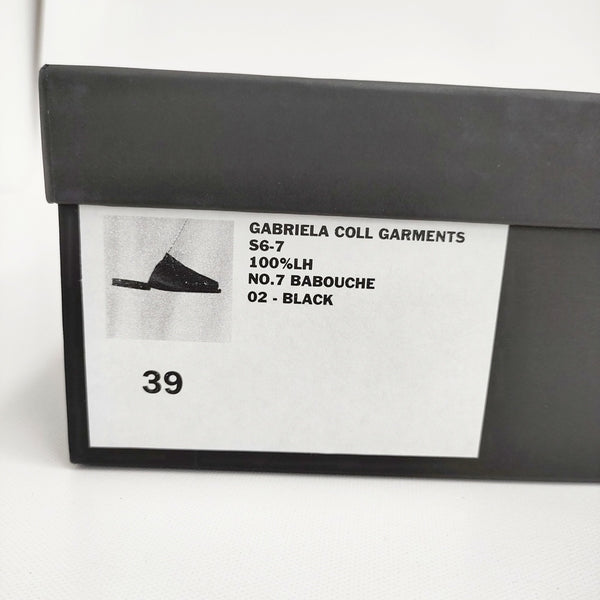 GABRIELA COLL GARMENTS
S6-7
100%LH
NO.7 BABOUCHE
02 - BLACK
39